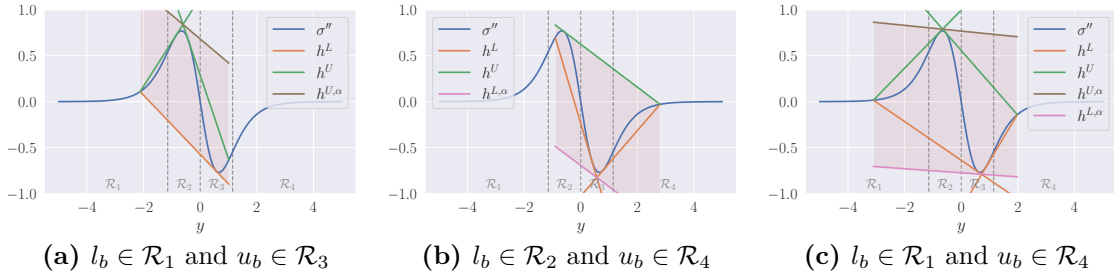 1.0
0.5
0.0
−0.5
−1.0
σ″
h^L
h^U
h^{U,α}
R₁
R₂
R₃
R₄
−4
−2
0
2
4
y
(a) l_b ∈ R₁ and u_b ∈ R₃
1.0
0.5
0.0
−0.5
−1.0
σ″
h^L
h^U
h^{L,α}
R₁
R₂
R₄
−4
−2
0
2
4
y
(b) l_b ∈ R₂ and u_b ∈ R₄
1.0
0.5
0.0
−0.5
−1.0
σ″
h^L
h^{U,α}
h^U
h^{L,α}
R₁
R₂
R₃
R₄
−4
−2
0
2
4
y
(c) l_b ∈ R₁ and u_b ∈ R₄